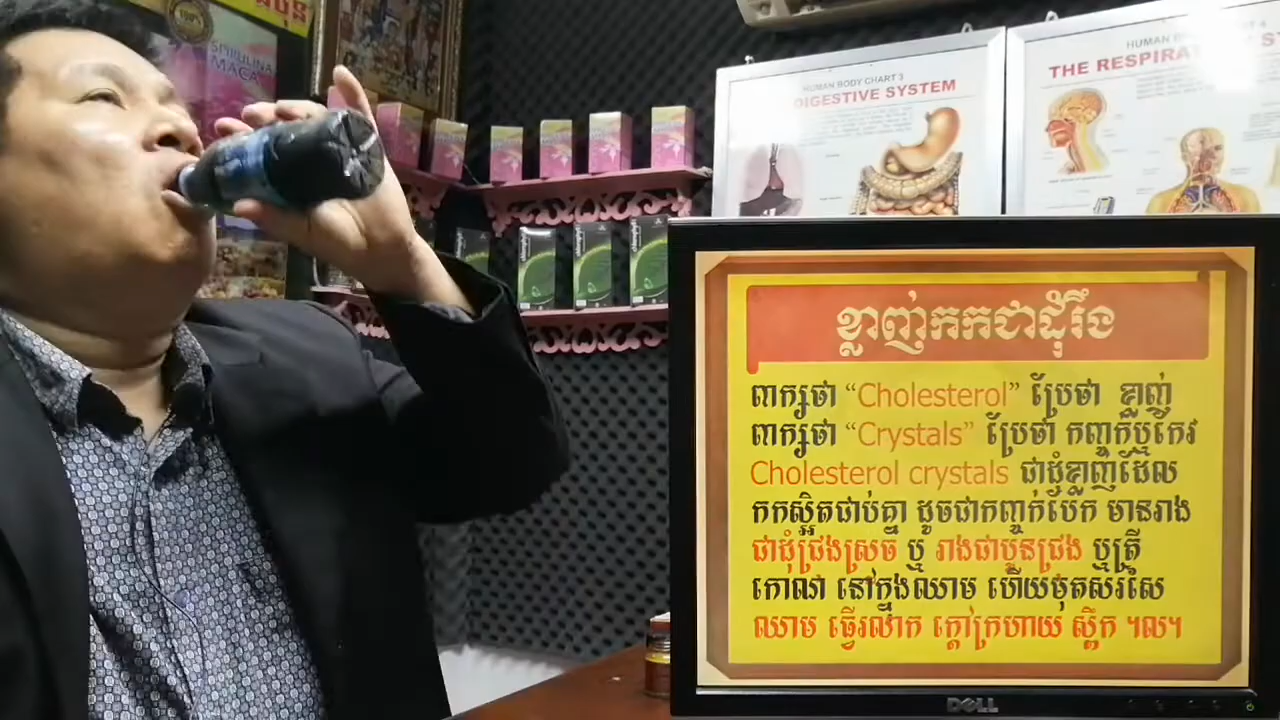 SPIRULINA
MACA
HUMAN BODY CHART 3
DIGESTIVE SYSTEM
HUMAN
THE RESPIRA
ខ្លាញ់កកជាដុំរឹង
ពាក្យថា “Cholesterol” ប្រែថា ខ្លាញ់
ពាក្យថា “Crystals” ប្រែថា កញ្ចក់ឬកែវ
Cholesterol crystals ជាដុំខ្លាញ់ដែល
កកស្អិតជាប់គ្នា ដូចជាកញ្ចក់បែក មានរាង
ជាដុំជ្រុងស្រួច ឬ រាងជាបួនជ្រុង ឬត្រី
កោណ នៅក្នុងឈាម ហើយមុតសរសៃ
ឈាម ធ្វើរលាក ក្តៅក្រហាយ ស្ពឹក ។ល។
DELL